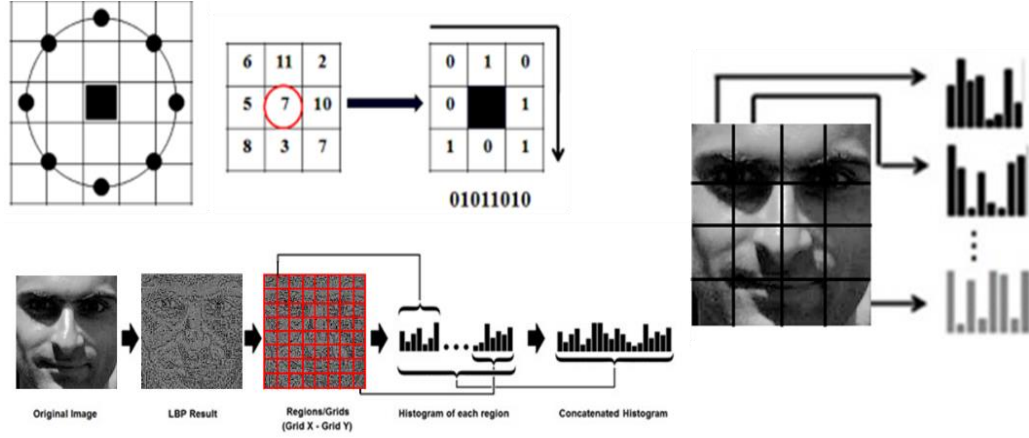 6 11 2
5 7 10
8 3 7
0 1 0
0 1
1 0 1
01011010
Original Image
LBP Result
Regions/Grids
(Grid X - Grid Y)
Histogram of each region
Concatenated Histogram